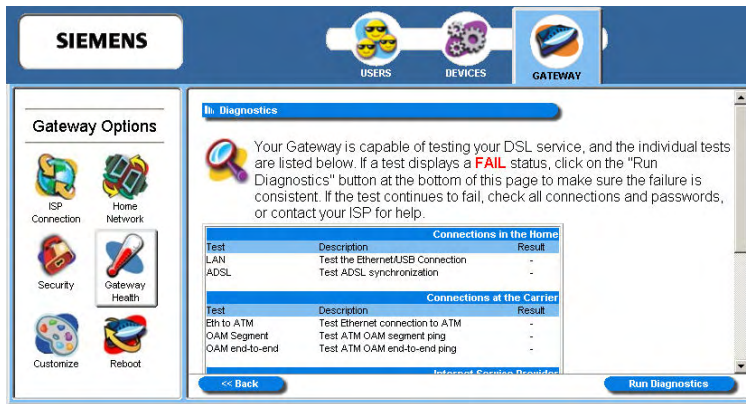 SIEMENS
USERS
DEVICES
GATEWAY
Gateway Options
ISP
Connection
Home
Network
Security
Gateway
Health
Customize
Reboot
Diagnostics
Your Gateway is capable of testing your DSL service, and the individual tests
are listed below. If a test displays a FAIL status, click on the "Run
Diagnostics" button at the bottom of this page to make sure the failure is
consistent. If the test continues to fail, check all connections and passwords,
or contact your ISP for help.
Connections in the Home
Test Description Result
LAN Test the Ethernet/USB Connection -
ADSL Test ADSL synchronization -
Connections at the Carrier
Test Description Result
Eth to ATM Test Ethernet connection to ATM -
OAM Segment Test ATM OAM segment ping -
OAM end-to-end Test ATM OAM end-to-end ping -
Internet Service Provider
<< Back
Run Diagnostics